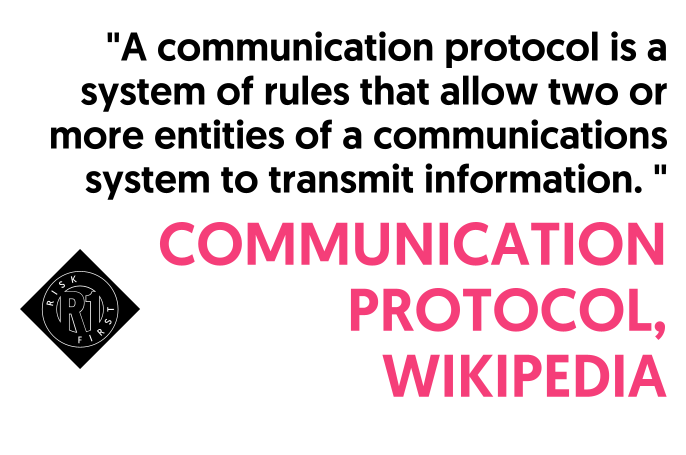 "A communication protocol is a
system of rules that allow two or
more entities of a communications
system to transmit information. "
COMMUNICATION
PROTOCOL,
WIKIPEDIA
RISK
R1
FIRST